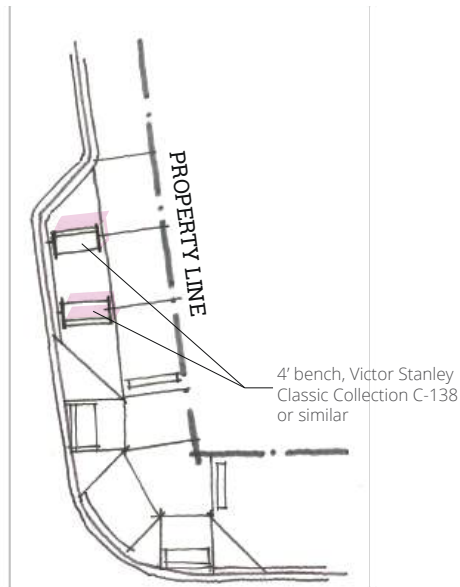 PROPERTY LINE
4' bench, Victor Stanley
Classic Collection C-138
or similar